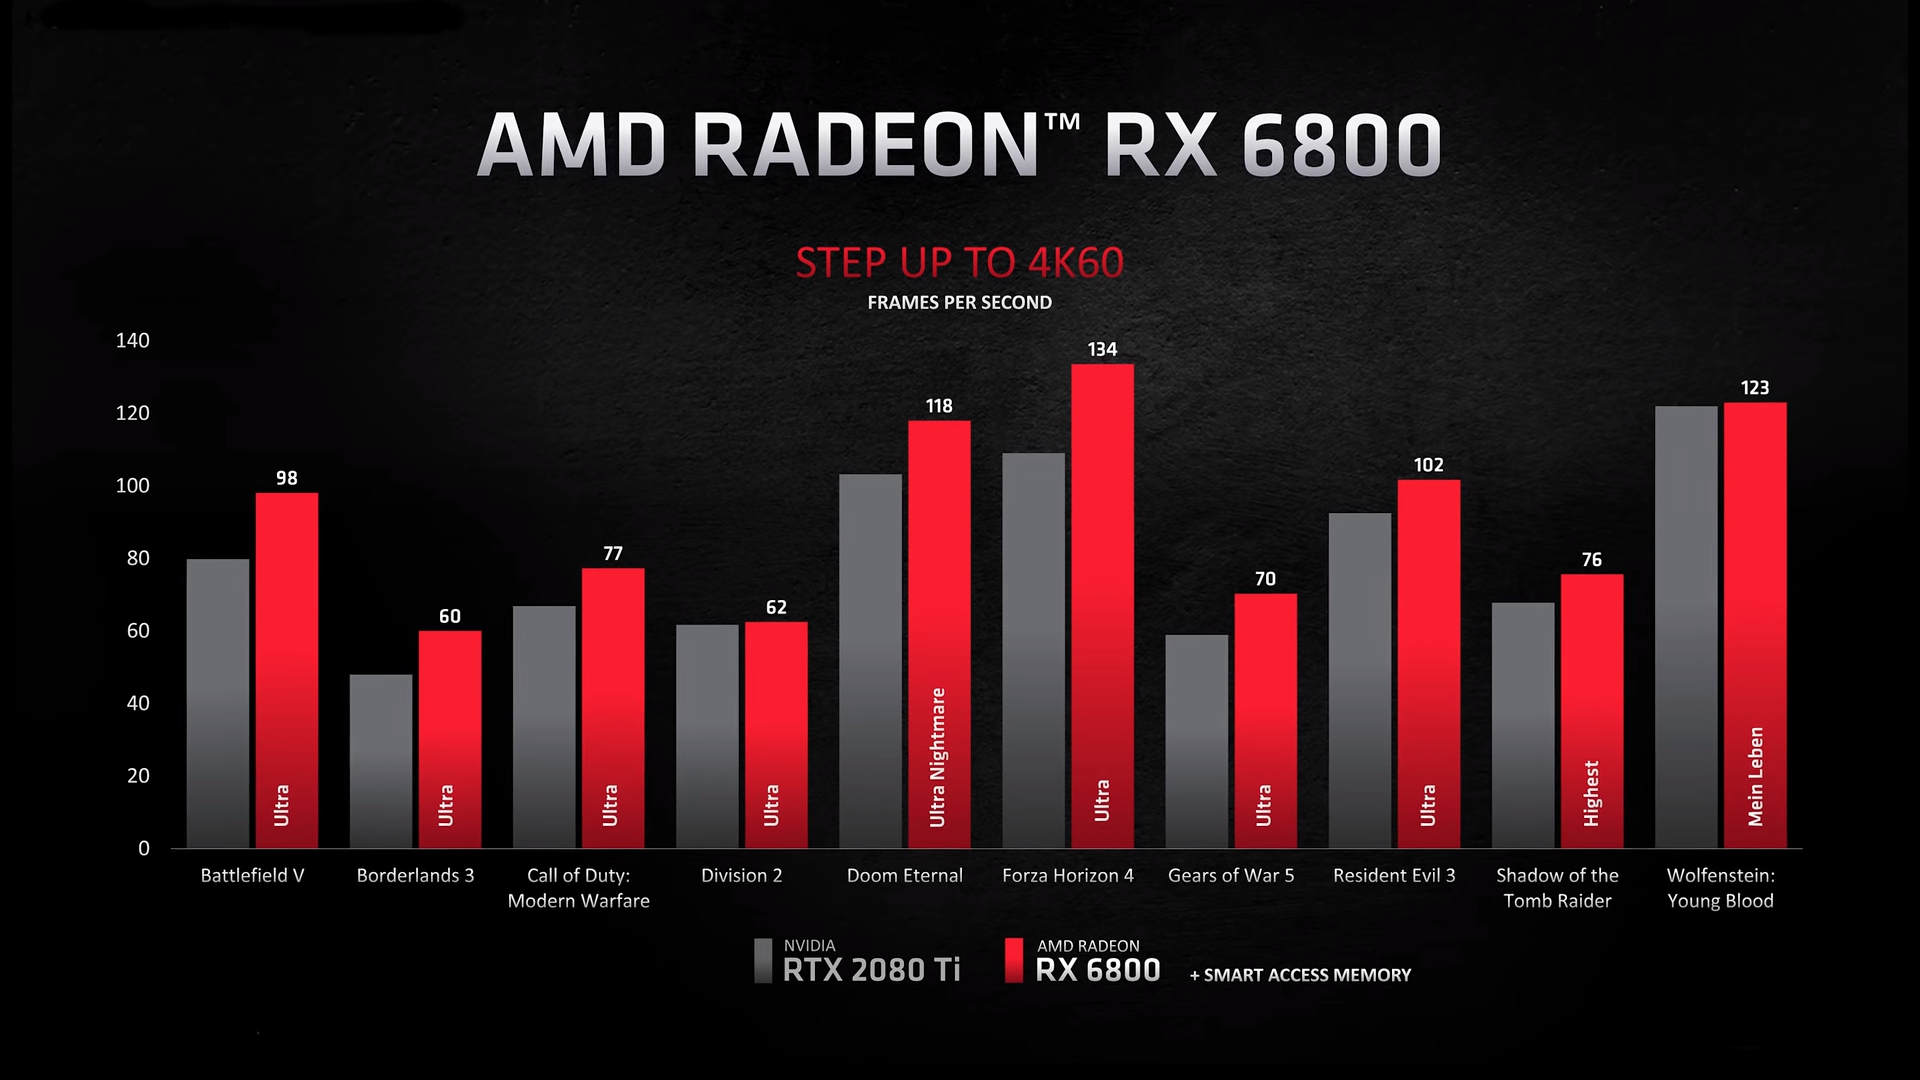 AMD RADEON™ RX 6800
STEP UP TO 4K60
FRAMES PER SECOND
140
120
100
80
60
40
20
0
98
60
77
62
118
134
70
102
76
123
Ultra
Ultra
Ultra
Ultra
Ultra Nightmare
Ultra
Ultra
Ultra
Highest
Mein Leben
Battlefield V
Borderlands 3
Call of Duty:
Modern Warfare
Division 2
Doom Eternal
Forza Horizon 4
Gears of War 5
Resident Evil 3
Shadow of the
Tomb Raider
Wolfenstein:
Young Blood
NVIDIA
RTX 2080 Ti
AMD RADEON
RX 6800
+ SMART ACCESS MEMORY